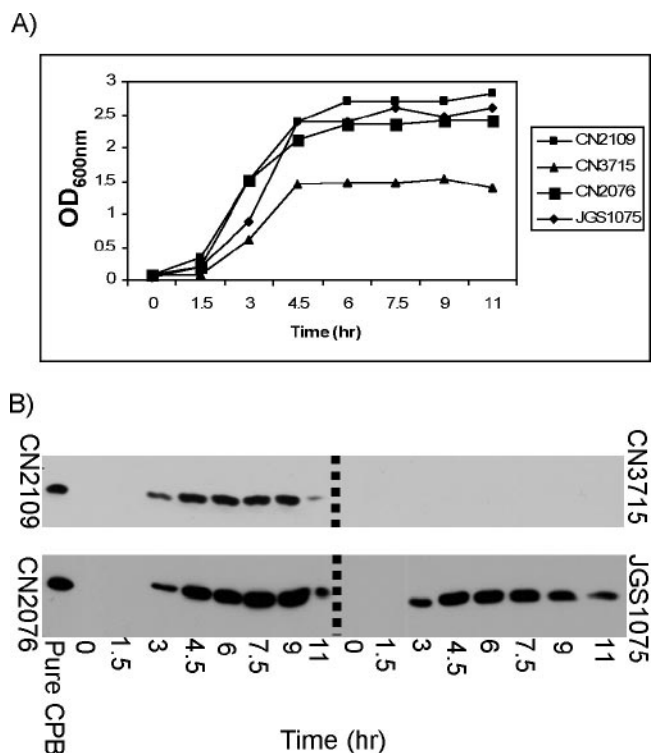 A)
3
2.5
2
1.5
1
0.5
0
OD600nm
0 1.5 3 4.5 6 7.5 9 11
Time (hr)
CN2109
CN3715
CN2076
JGS1075
B)
CN2109
CN3715
CN2076
JGS1075
Pure CPB 0 1.5 3 4.5 6 7.5 9 11 0 1.5 3 4.5 6 7.5 9 11
Time (hr)